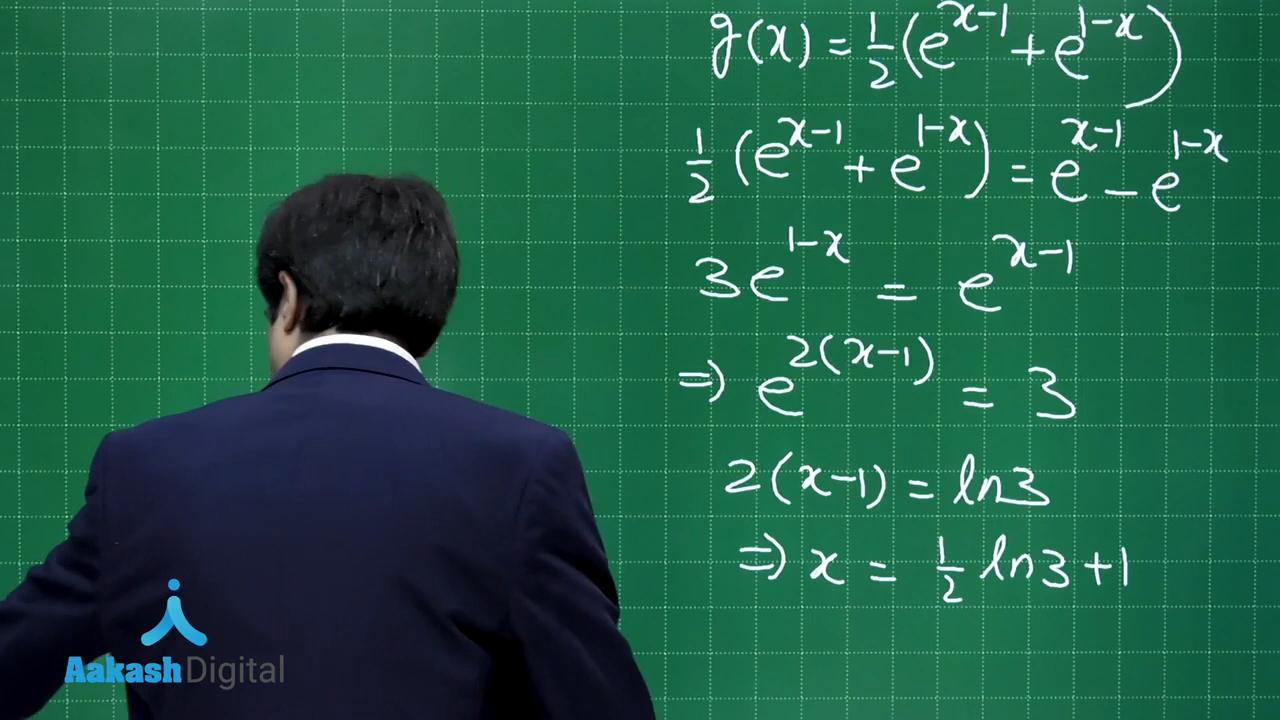 g(x) = 1/2 (e^{x-1} + e^{1-x})
1/2 (e^{x-1} + e^{1-x}) = e^{x-1} - e^{1-x}
3e^{1-x} = e^{x-1}
=> e^{2(x-1)} = 3
2(x-1) = ln3
=> x = 1/2 ln3 + 1
Aakash Digital